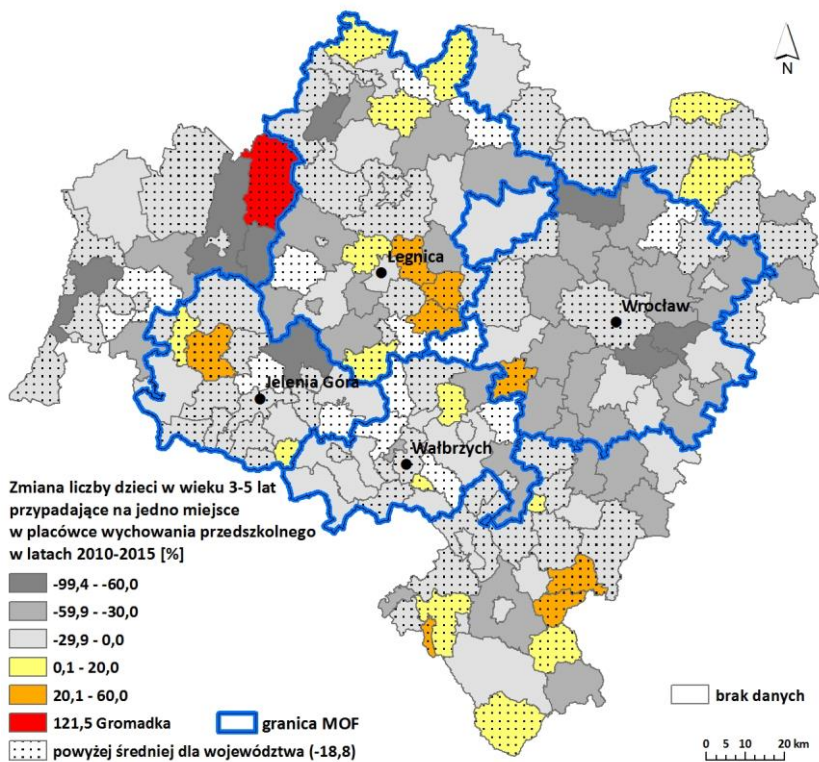 N
Legnica
Wrocław
Jelenia Góra
Wałbrzych
Zmiana liczby dzieci w wieku 3-5 lat
przypadające na jedno miejsce
w placówce wychowania przedszkolnego
w latach 2010-2015 [%]
-99,4 - -60,0
-59,9 - -30,0
-29,9 - 0,0
0,1 - 20,0
20,1 - 60,0
121,5 Gromadka
granica MOF
powyżej średniej dla województwa (-18,8)
brak danych
0 5 10 20 km